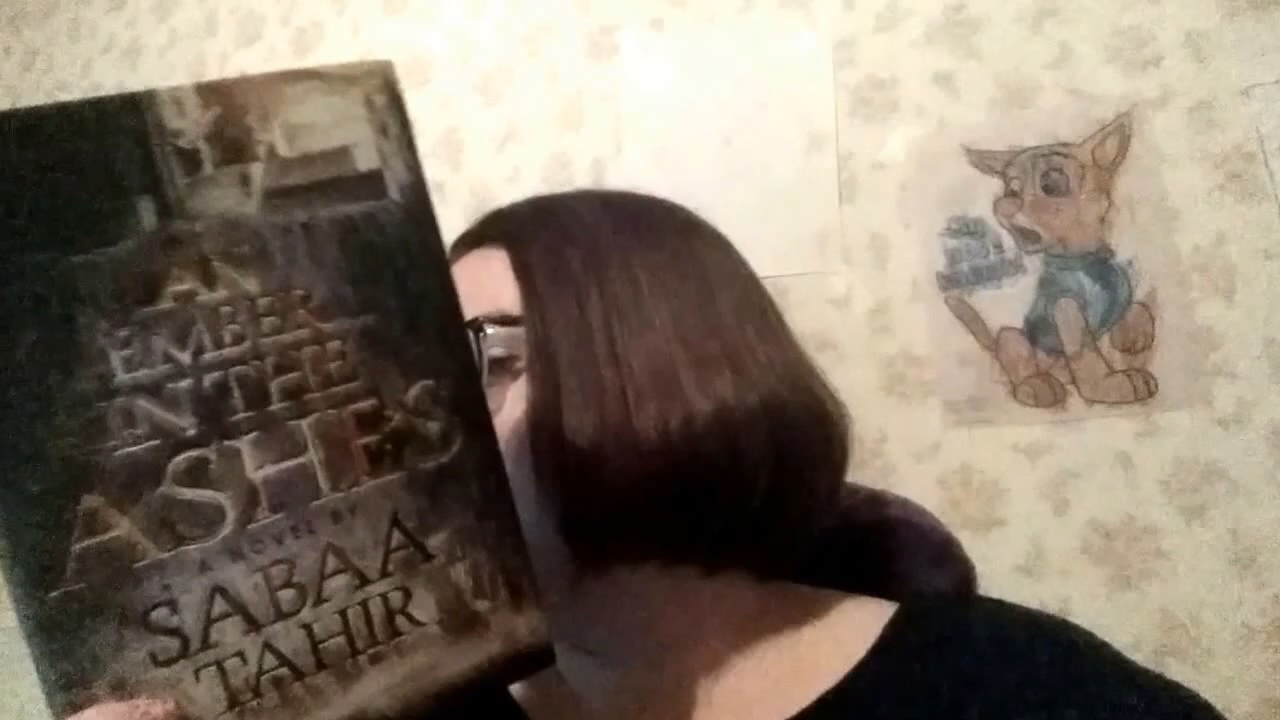 AN
EMBER
IN THE
ASHES
A NOVEL BY
SABAA
TAHIR